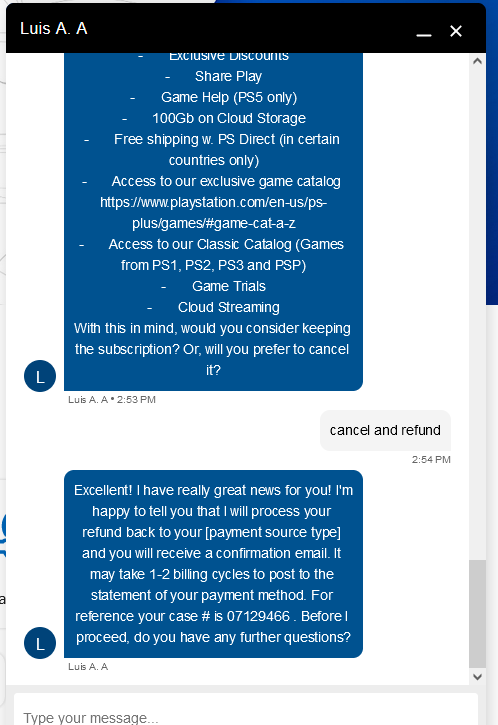 Luis A. A
- Exclusive Discounts
- Share Play
- Game Help (PS5 only)
- 100Gb on Cloud Storage
- Free shipping w. PS Direct (in certain
countries only)
- Access to our exclusive game catalog
https://www.playstation.com/en-us/ps-
plus/games/#game-cat-a-z
- Access to our Classic Catalog (Games
from PS1, PS2, PS3 and PSP)
- Game Trials
- Cloud Streaming
With this in mind, would you consider keeping
the subscription? Or, will you prefer to cancel
it?
L
Luis A. A • 2:53 PM
cancel and refund
2:54 PM
Excellent! I have really great news for you! I'm
happy to tell you that I will process your
refund back to your [payment source type]
and you will receive a confirmation email. It
may take 1-2 billing cycles to post to the
statement of your payment method. For
reference your case # is 07129466 . Before I
proceed, do you have any further questions?
L
Luis A. A
Type your message...